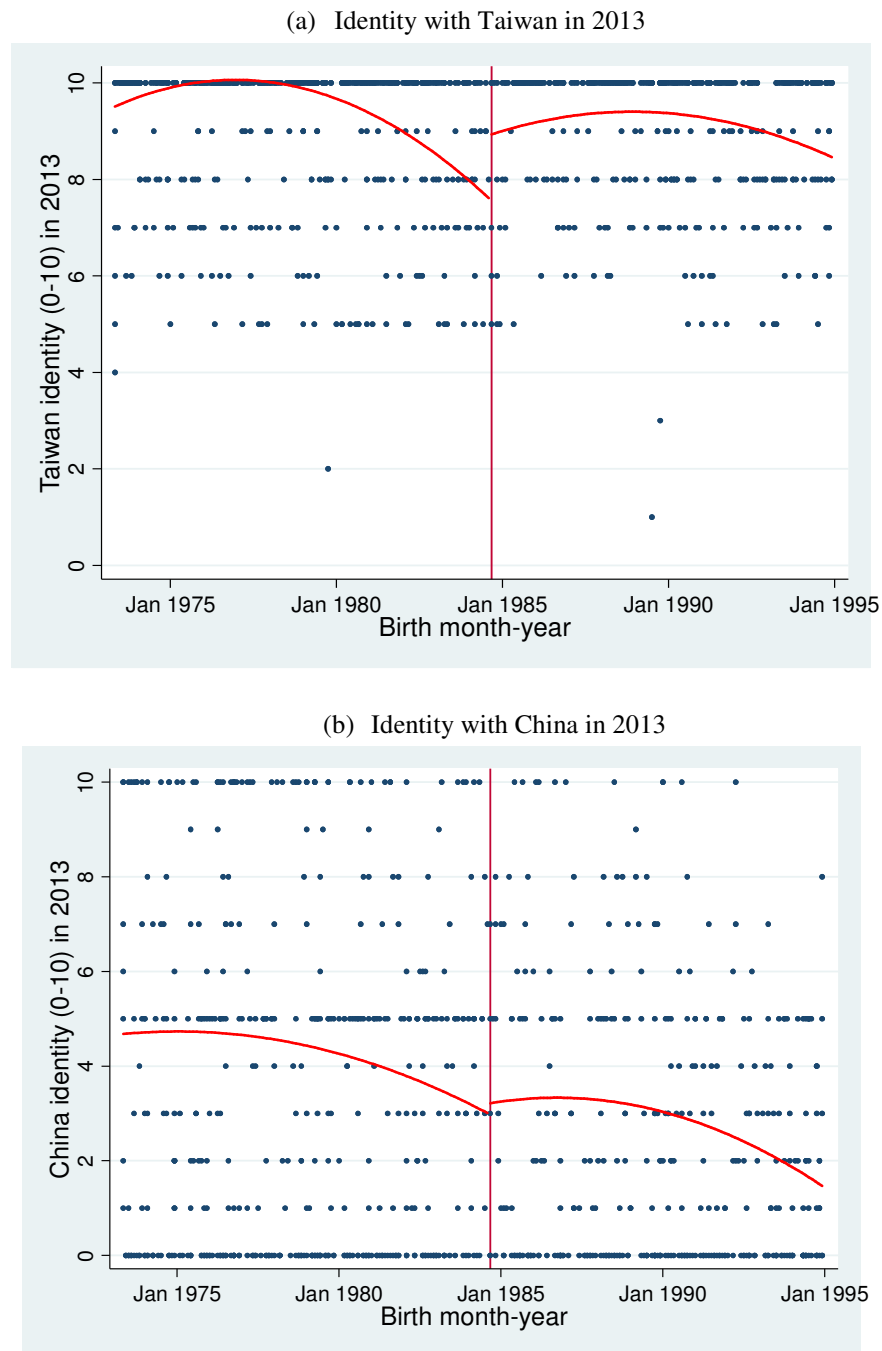 (a) Identity with Taiwan in 2013
Taiwan identity (0-10) in 2013
10
8
6
4
2
0
Jan 1975 Jan 1980 Jan 1985 Jan 1990 Jan 1995
Birth month-year
(b) Identity with China in 2013
China identity (0-10) in 2013
10
8
6
4
2
0
Jan 1975 Jan 1980 Jan 1985 Jan 1990 Jan 1995
Birth month-year